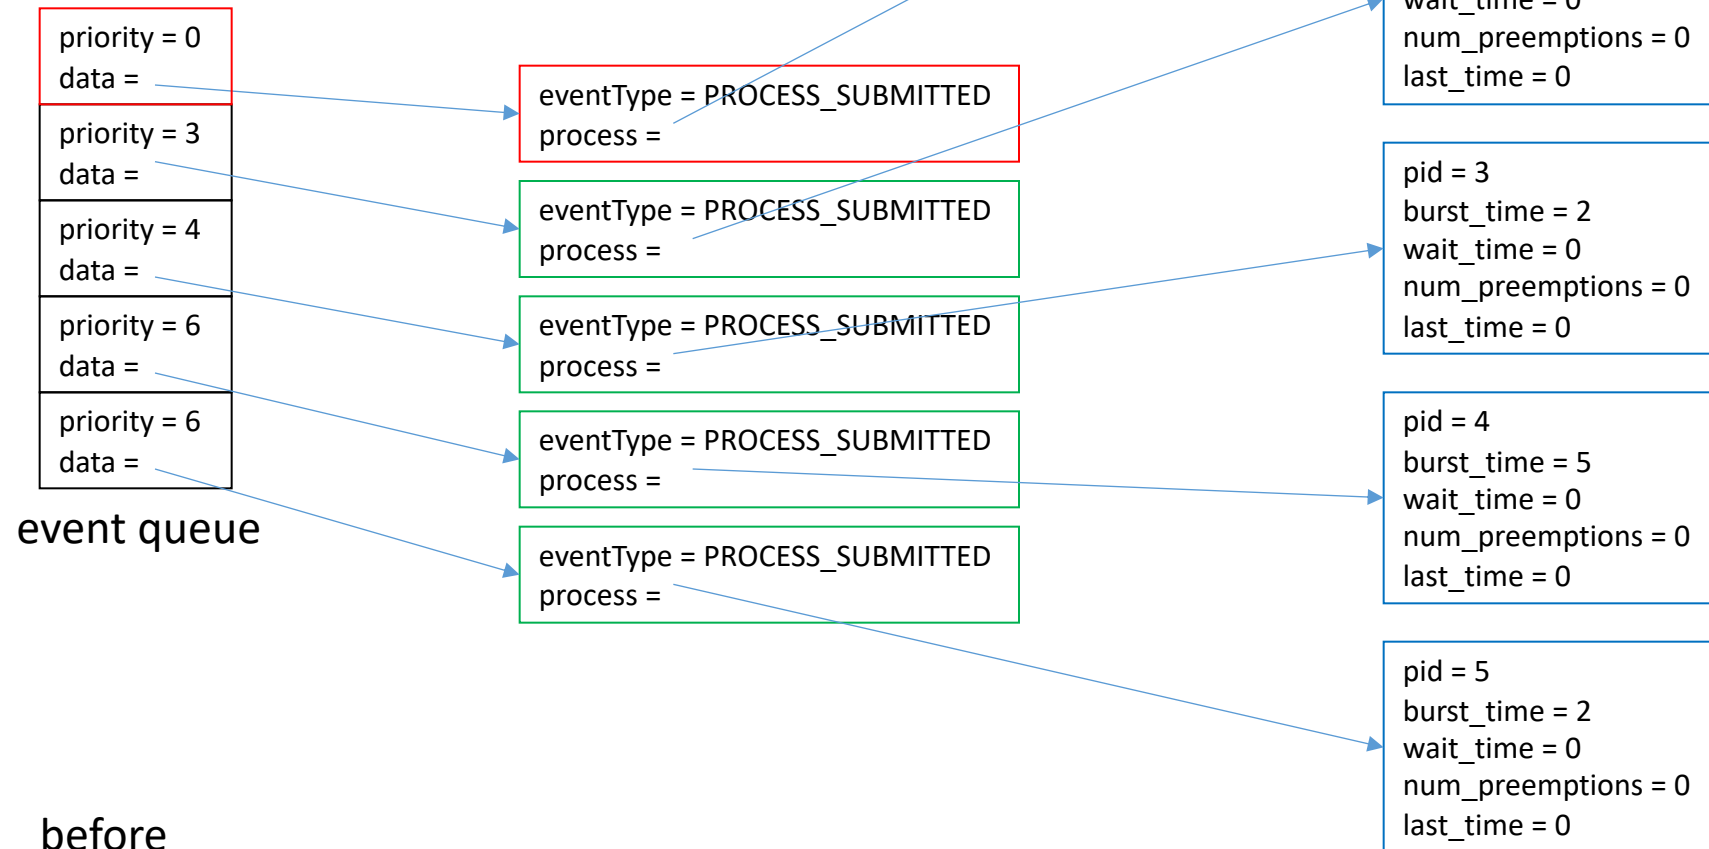 priority = 0
data =
priority = 3
data =
priority = 4
data =
priority = 6
data =
priority = 6
data =
event queue
before
eventType = PROCESS_SUBMITTED
process =
eventType = PROCESS_SUBMITTED
process =
eventType = PROCESS_SUBMITTED
process =
eventType = PROCESS_SUBMITTED
process =
eventType = PROCESS_SUBMITTED
process =
wait_time = 0
num_preemptions = 0
last_time = 0
pid = 3
burst_time = 2
wait_time = 0
num_preemptions = 0
last_time = 0
pid = 4
burst_time = 5
wait_time = 0
num_preemptions = 0
last_time = 0
pid = 5
burst_time = 2
wait_time = 0
num_preemptions = 0
last_time = 0